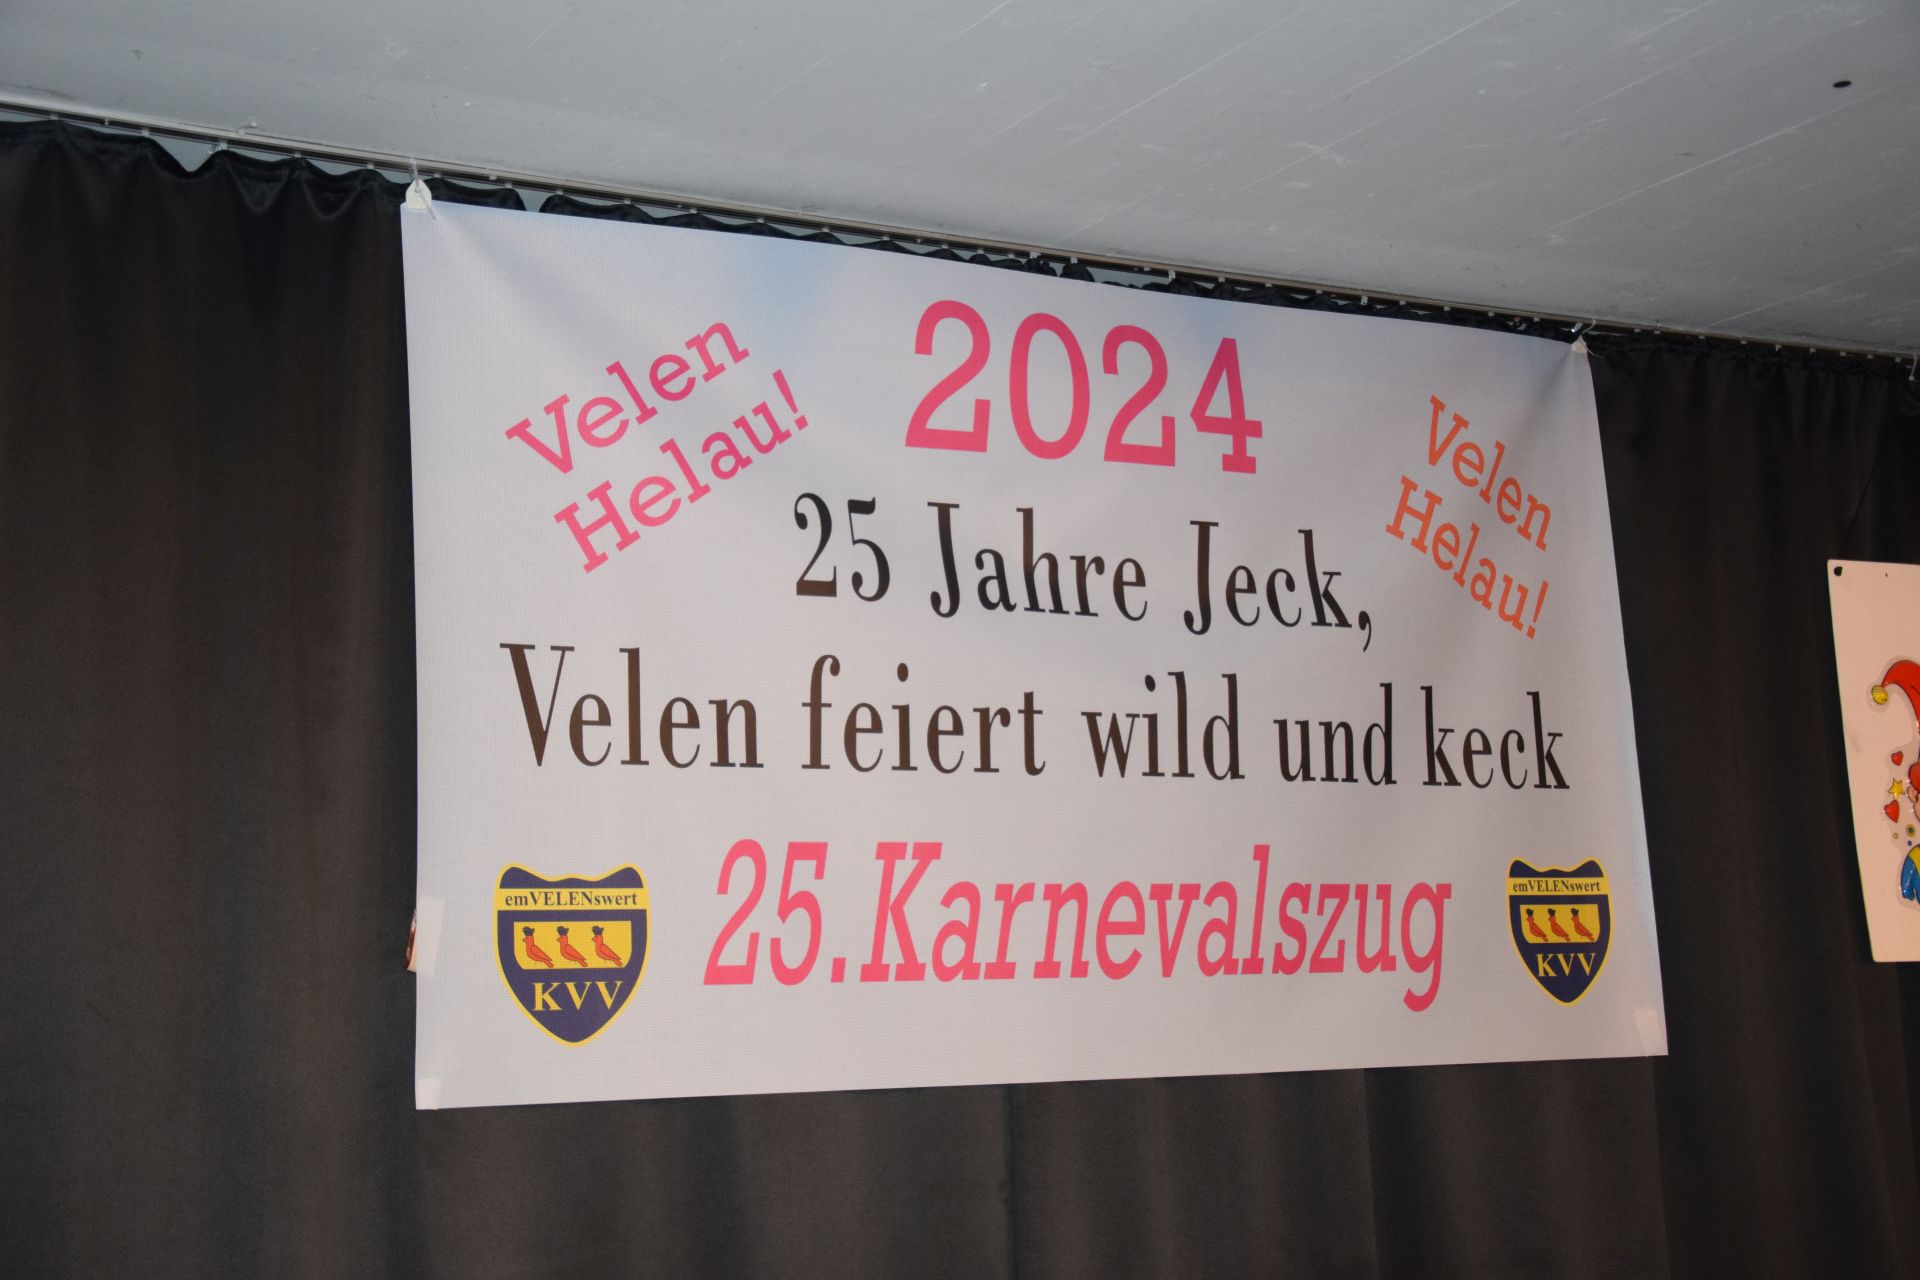 2024
Velen
Helau!
Velen
Helau!
25 Jahre Jeck,
Velen feiert wild und keck
25.Karnevalszug
emVELENswert
KVV
emVELENswert
KVV